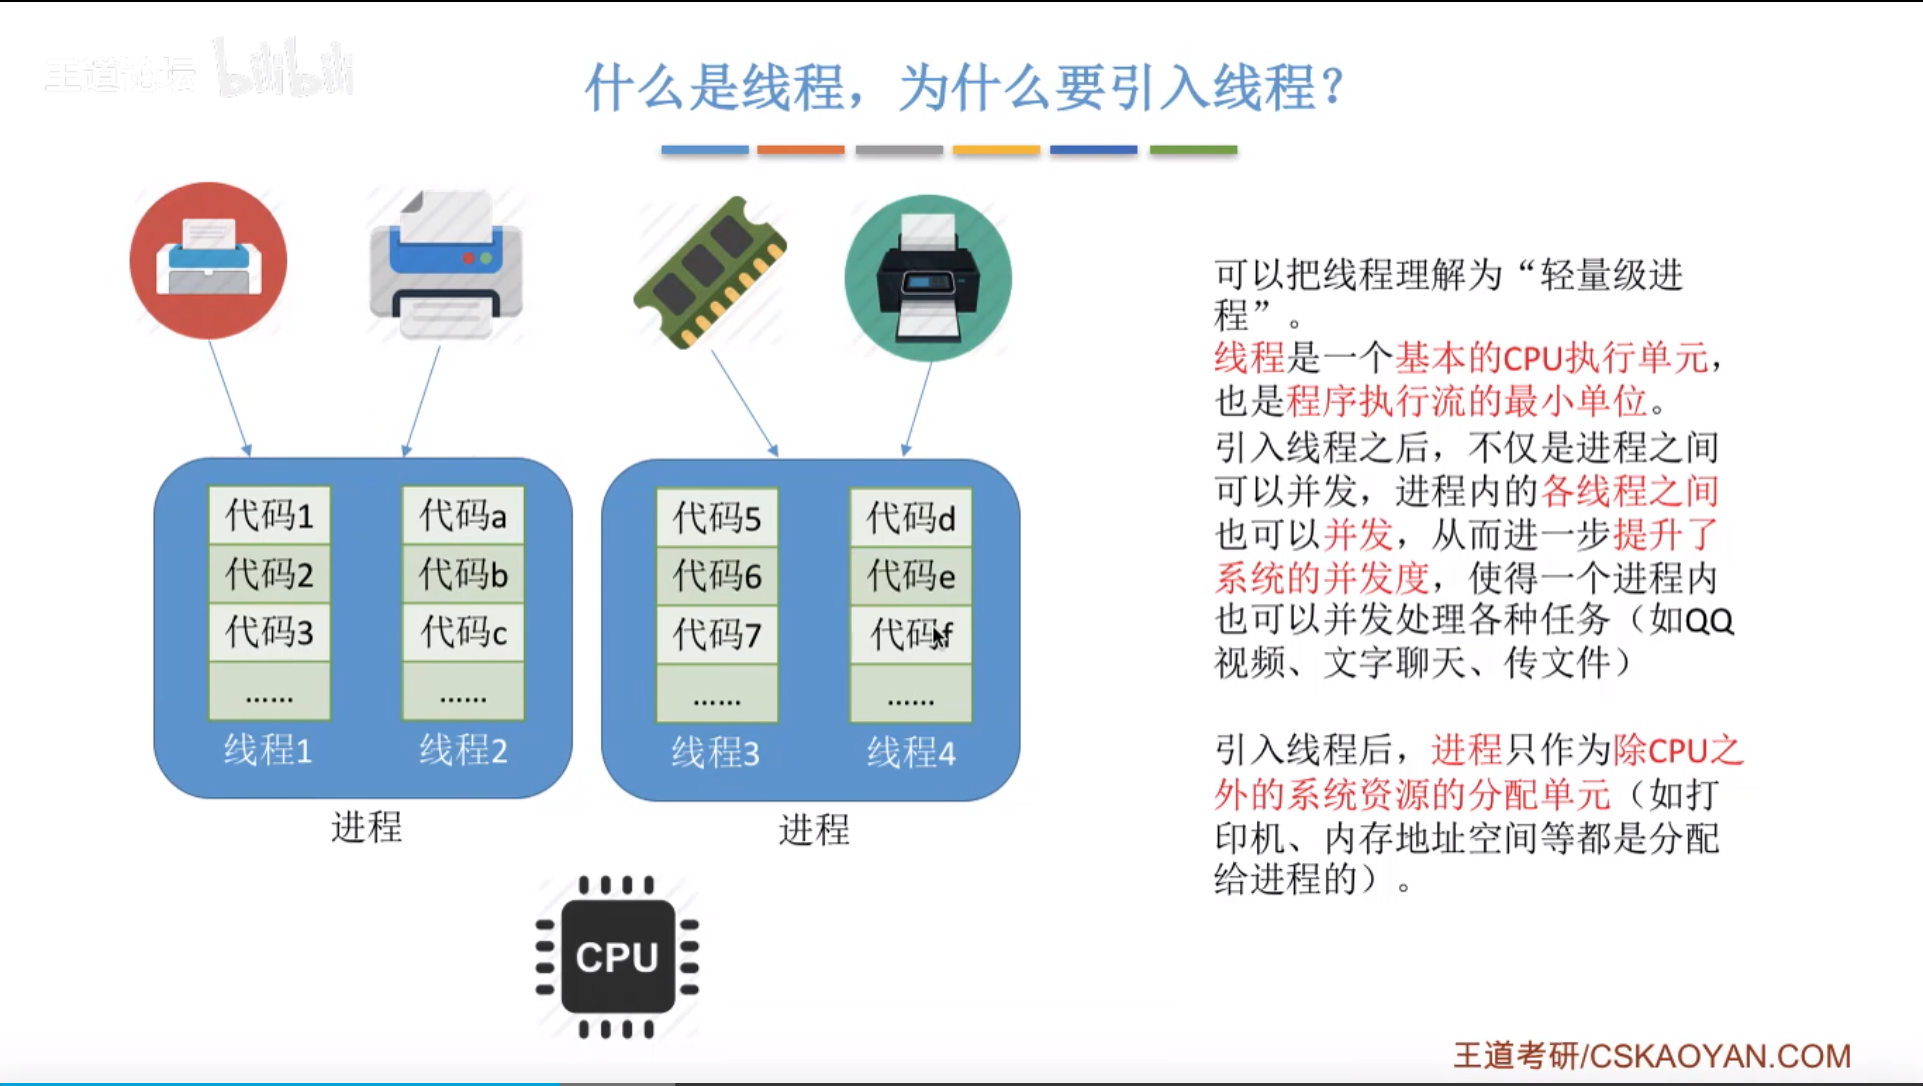 王道论坛 bilibili
什么是线程，为什么要引入线程？
可以把线程理解为“轻量级进
程”。
线程是一个基本的CPU执行单元，
也是程序执行流的最小单位。
引入线程之后，不仅是进程之间
可以并发，进程内的各线程之间
也可以并发，从而进一步提升了
系统的并发度，使得一个进程内
也可以并发处理各种任务（如QQ
视频、文字聊天、传文件）
引入线程后，进程只作为除CPU之
外的系统资源的分配单元（如打
印机、内存地址空间等都是分配
给进程的）。
代码1
代码2
代码3
……
线程1
代码a
代码b
代码c
……
线程2
进程
代码5
代码6
代码7
……
线程3
代码d
代码e
代码f
……
线程4
进程
CPU
王道考研/CSKAOYAN.COM